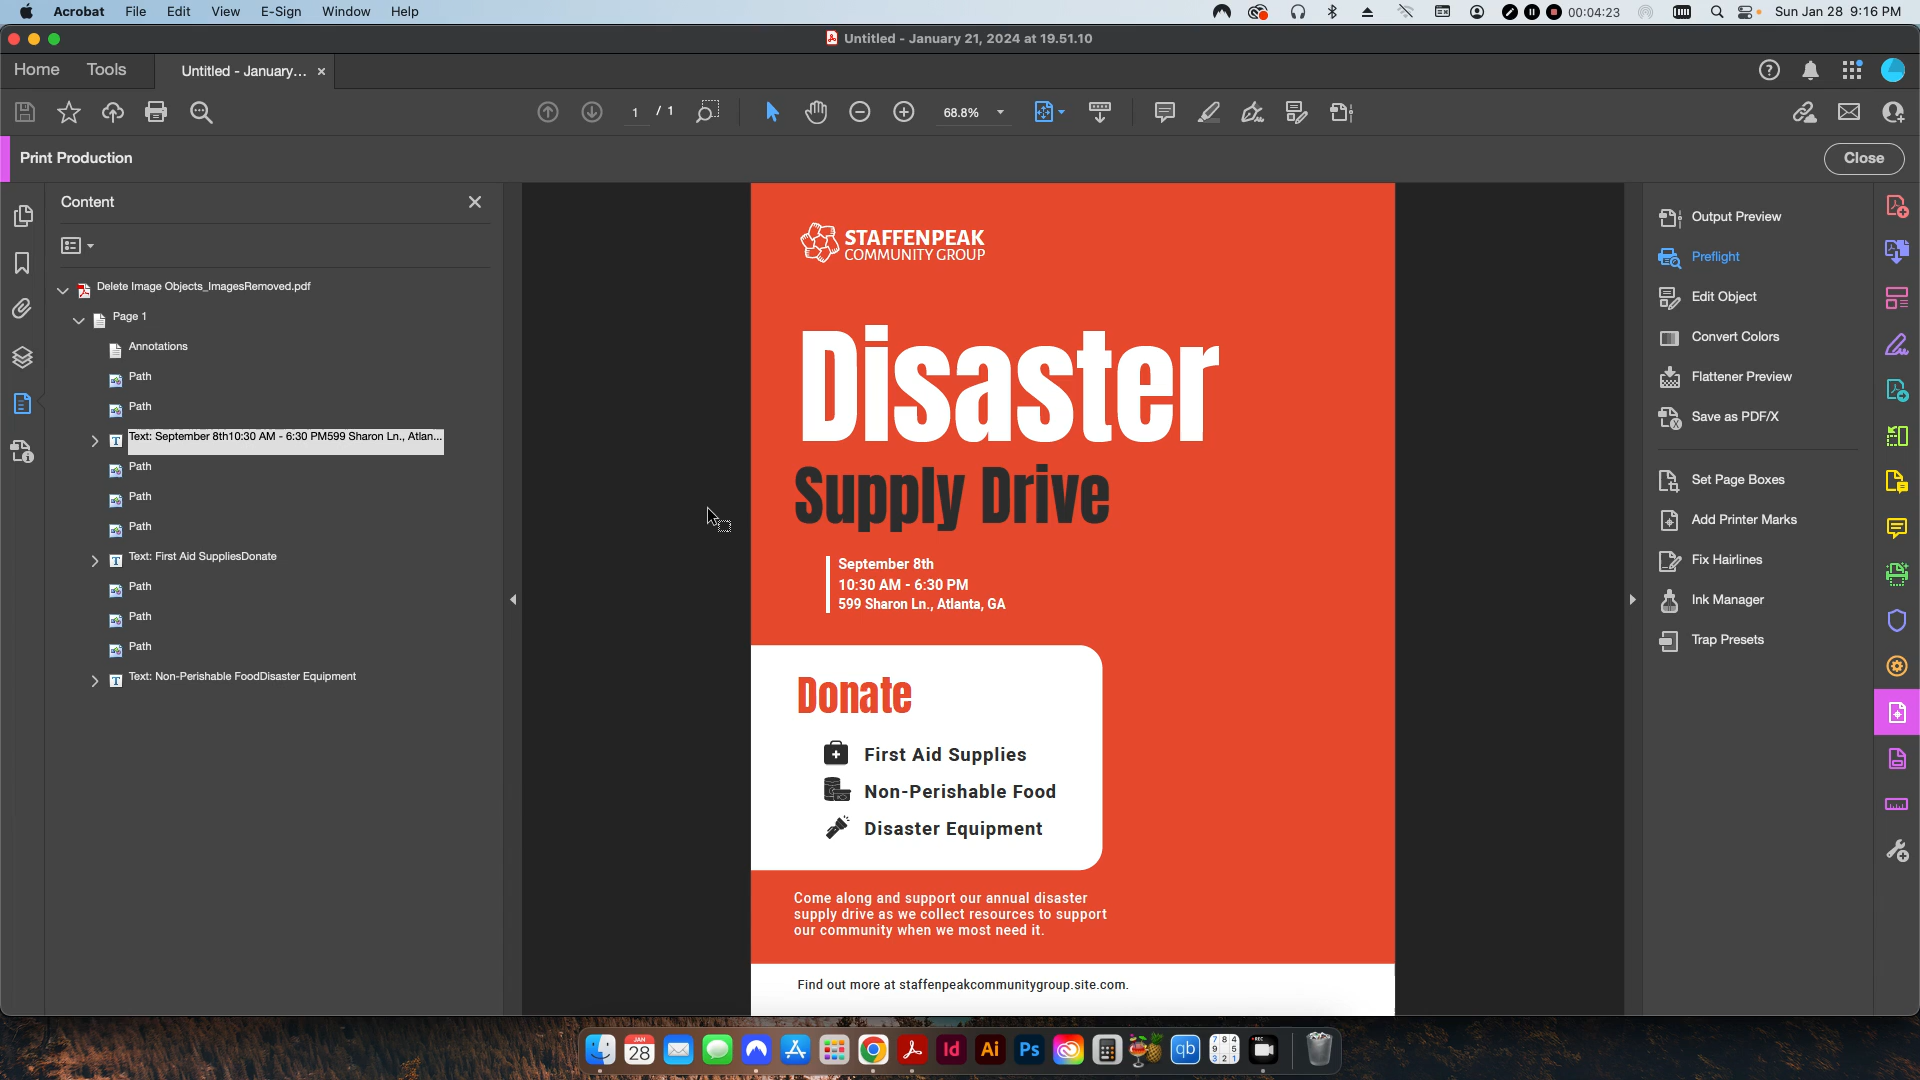 Acrobat File Edit View E-Sign Window Help
00:04:23 Sun Jan 28 9:16 PM
Untitled - January 21, 2024 at 19.51.10
Home Tools Untitled - January... ×
1 / 1 68.8%
Print Production Close
Content
Delete Image Objects_ImagesRemoved.pdf
Page 1
Annotations
Path
Path
Text: September 8th10:30 AM - 6:30 PM599 Sharon Ln., Atlan...
Path
Path
Path
Text: First Aid SuppliesDonate
Path
Path
Path
Text: Non-Perishable FoodDisaster Equipment
STAFFENPEAK
COMMUNITY GROUP
Disaster
Supply Drive
September 8th
10:30 AM - 6:30 PM
599 Sharon Ln., Atlanta, GA
Donate
First Aid Supplies
Non-Perishable Food
Disaster Equipment
Come along and support our annual disaster
supply drive as we collect resources to support
our community when we most need it.
Find out more at staffenpeakcommunitygroup.site.com.
Output Preview
Preflight
Edit Object
Convert Colors
Flattener Preview
Save as PDF/X
Set Page Boxes
Add Printer Marks
Fix Hairlines
Ink Manager
Trap Presets
JAN
28
Id Ai Ps qb